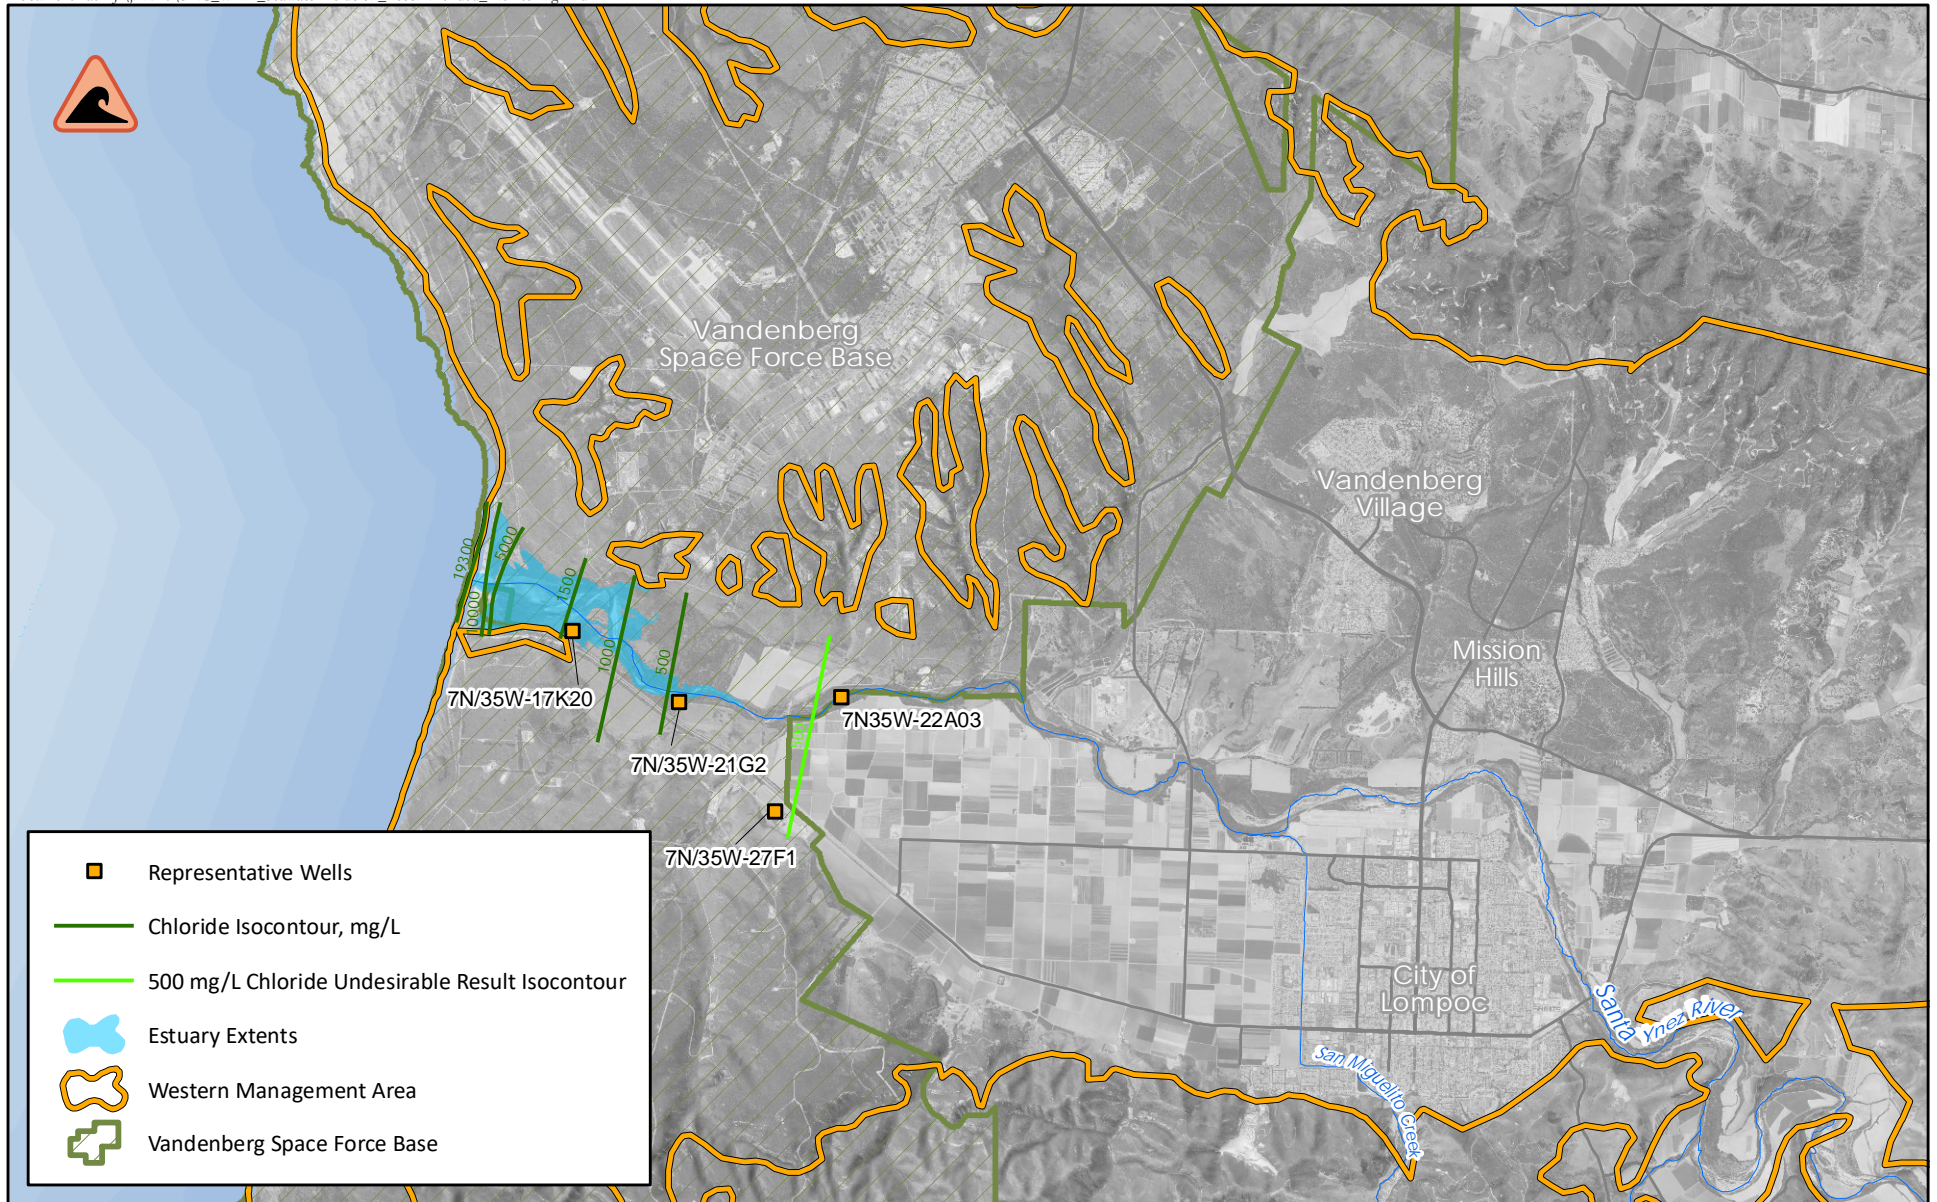 Vandenberg
Space Force Base
Vandenberg
Village
19300
5000
10000
1500
1000
500
Mission
Hills
7N/35W-17K20
7N35W-22A03
500
7N/35W-21G2
7N/35W-27F1
City of
Lompoc
Santa Ynez River
San Miguelito Creek
Representative Wells
Chloride Isocontour, mg/L
500 mg/L Chloride Undesirable Result Isocontour
Estuary Extents
Western Management Area
Vandenberg Space Force Base